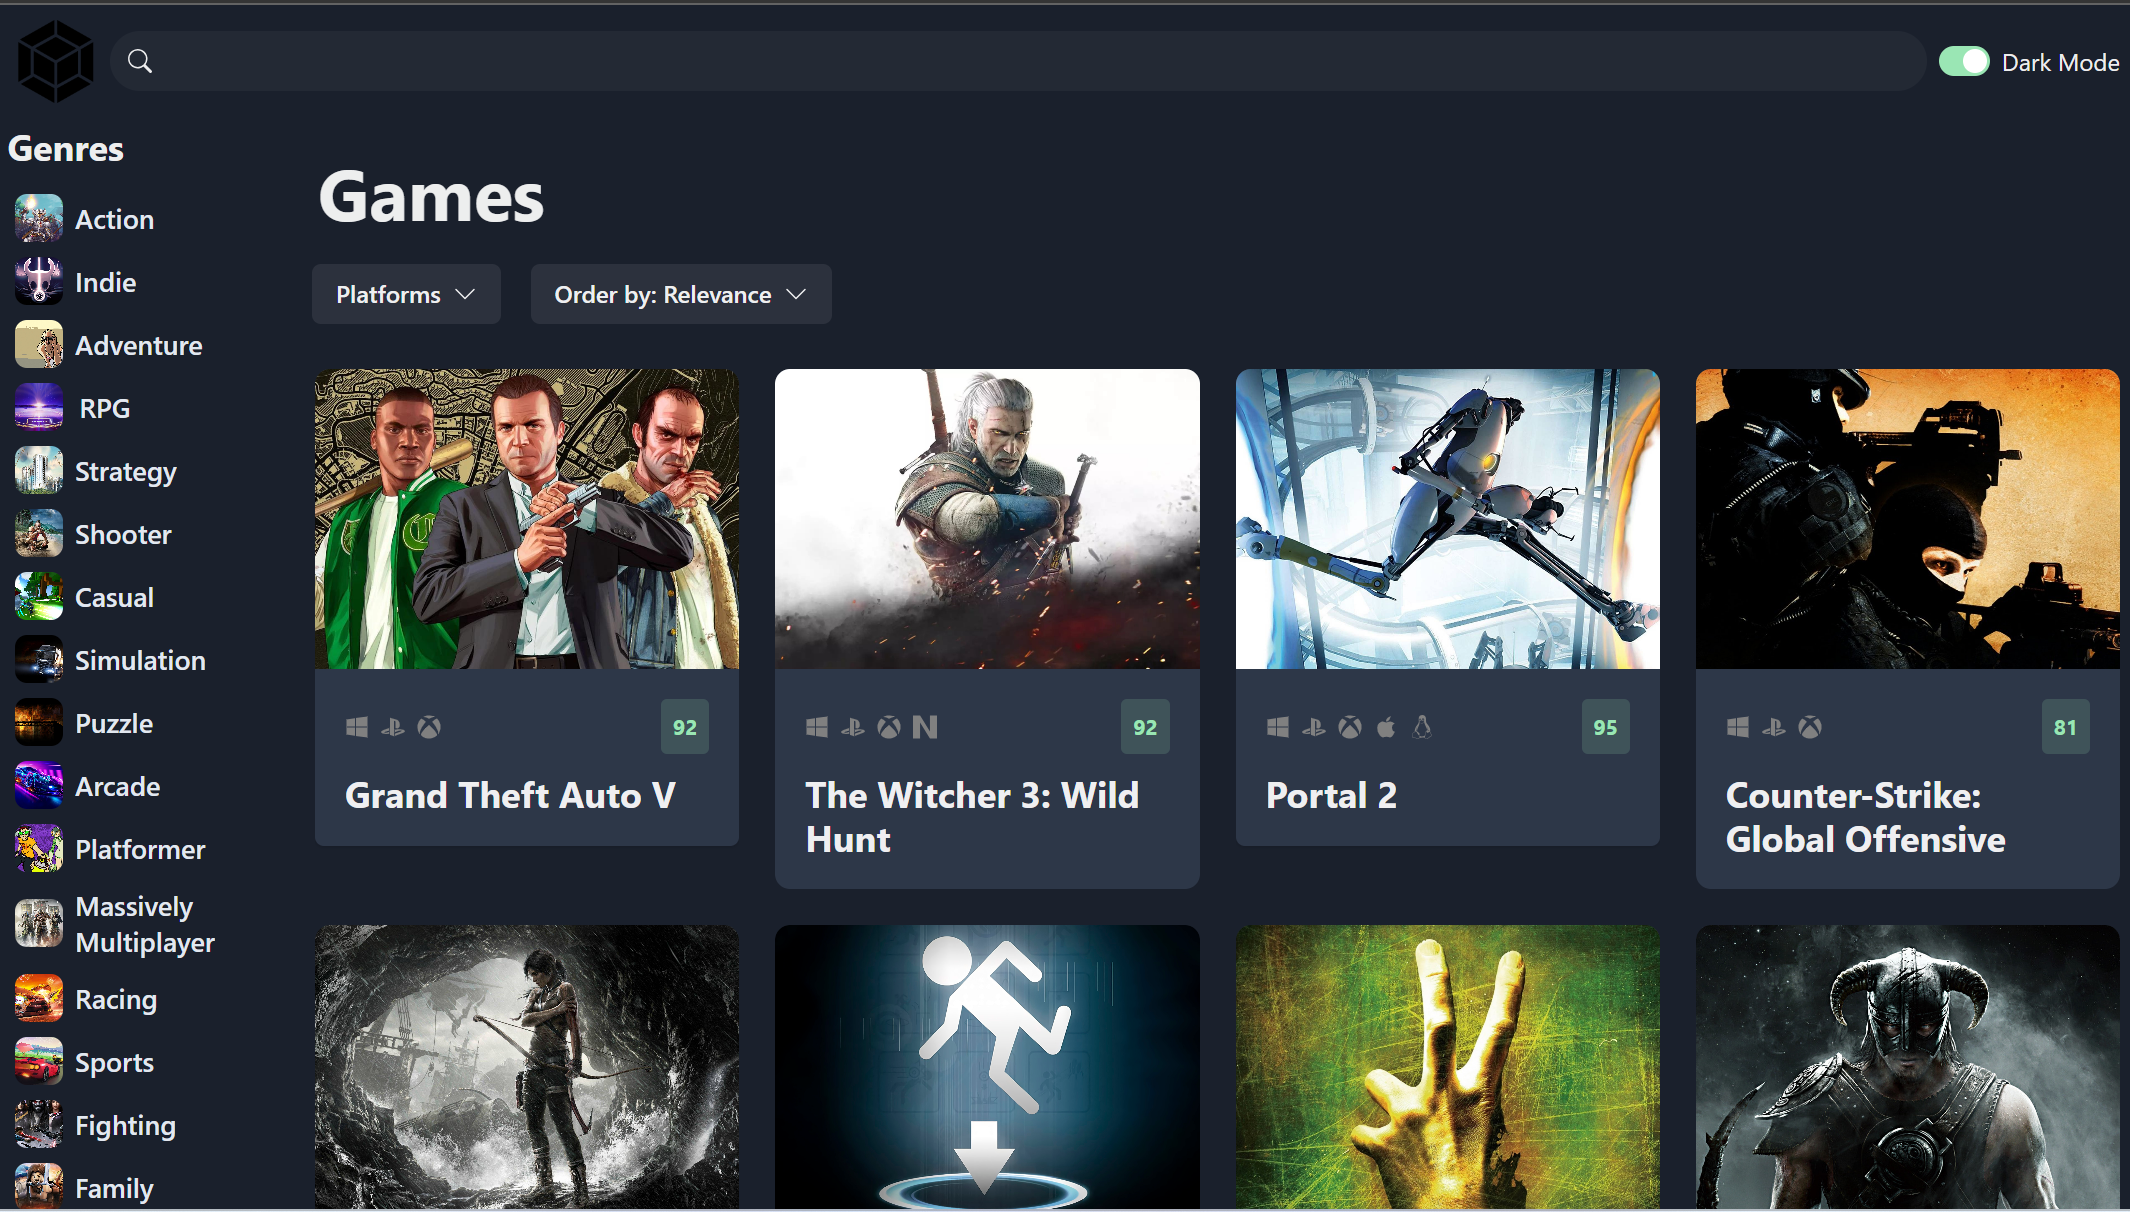 Dark Mode
Genres
Action
Indie
Adventure
RPG
Strategy
Shooter
Casual
Simulation
Puzzle
Arcade
Platformer
Massively
Multiplayer
Racing
Sports
Fighting
Family
Games
Platforms
Order by: Relevance
92
Grand Theft Auto V
92
The Witcher 3: Wild
Hunt
95
Portal 2
81
Counter-Strike:
Global Offensive